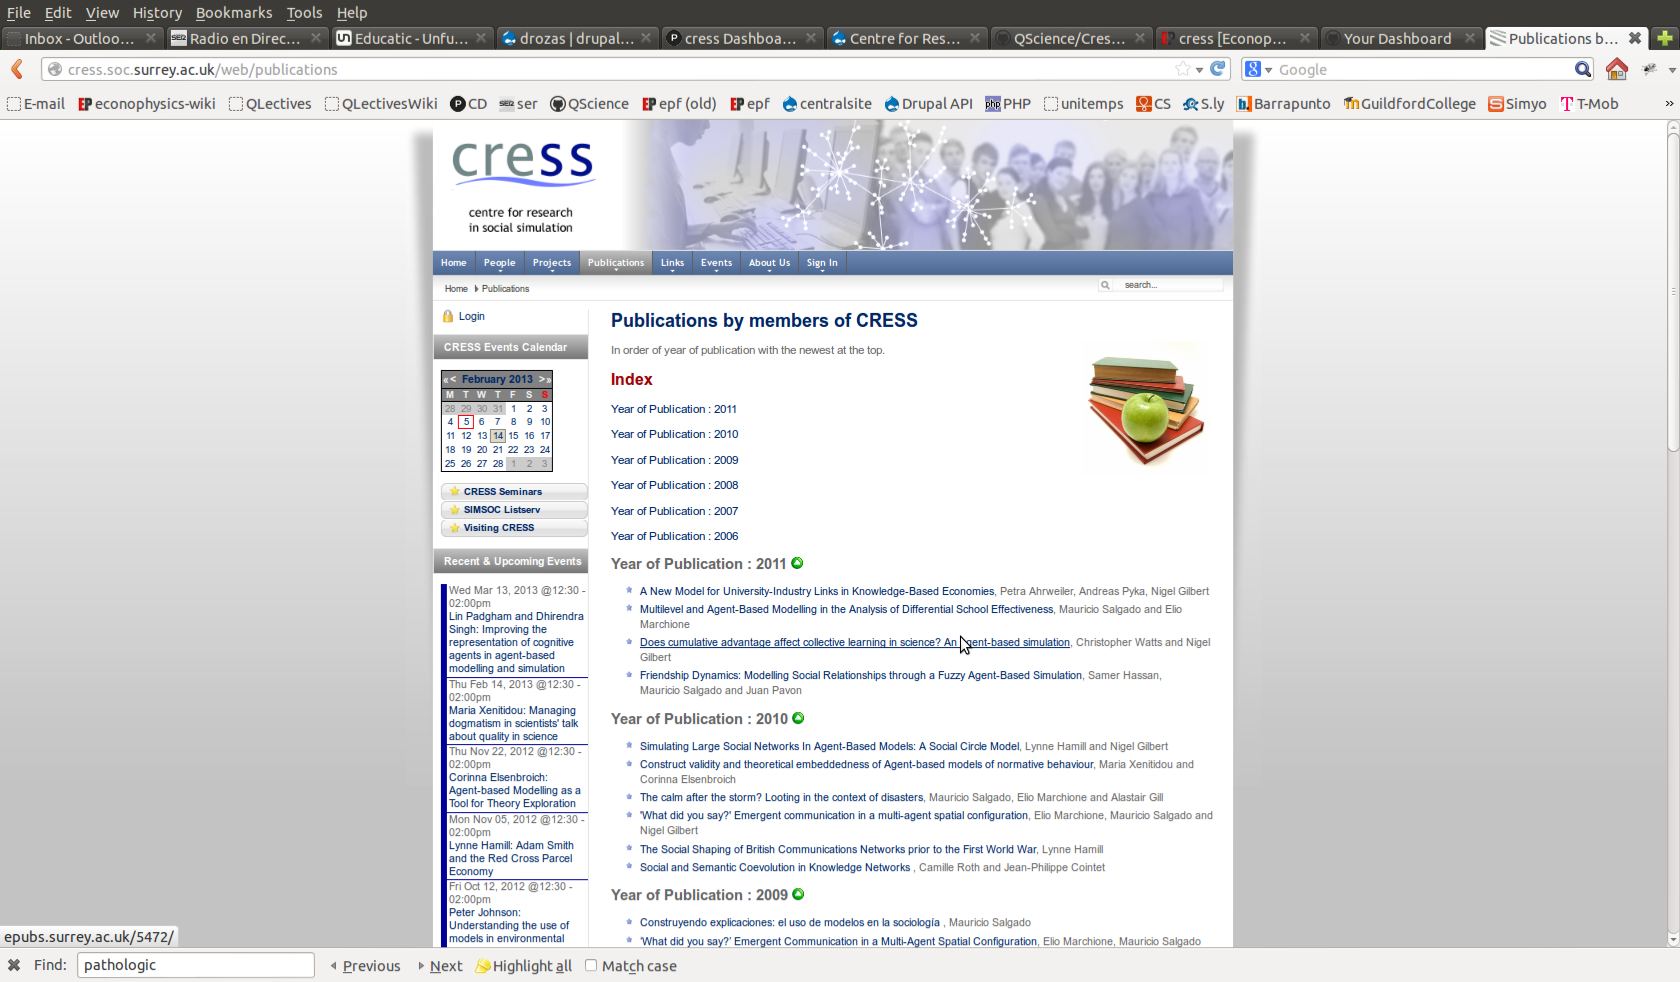 File Edit View History Bookmarks Tools Help
Inbox - Outloo... Radio en Direc... Educatic - Unfu... drozas | drupal... cress Dashboa... Centre for Res... QScience/Cres... cress [Econop... Your Dashboard Publications b...
cress.soc.surrey.ac.uk/web/publications
Google
E-mail econophysics-wiki QLectives QLectivesWiki CD ser QScience epf (old) epf centralsite Drupal API PHP unitemps CS S.ly Barrapunto GuildfordCollege Simyo T-Mob »
cress
centre for research
in social simulation
Home People Projects Publications Links Events About Us Sign In
Home Publications
search...
Login
CRESS Events Calendar
«< February 2013 >»
M T W T F S S
28 29 30 31 1 2 3
4 5 6 7 8 9 10
11 12 13 14 15 16 17
18 19 20 21 22 23 24
25 26 27 28 1 2 3
CRESS Seminars
SIMSOC Listserv
Visiting CRESS
Recent & Upcoming Events
Wed Mar 13, 2013 @12:30 -
02:00pm
Lin Padgham and Dhirendra
Singh: Improving the
representation of cognitive
agents in agent-based
modelling and simulation
Thu Feb 14, 2013 @12:30 -
02:00pm
Maria Xenitidou: Managing
dogmatism in scientists' talk
about quality in science
Thu Nov 22, 2012 @12:30 -
02:00pm
Corinna Elsenbroich:
Agent-based Modelling as a
Tool for Theory Exploration
Mon Nov 05, 2012 @12:30 -
02:00pm
Lynne Hamill: Adam Smith
and the Red Cross Parcel
Economy
Fri Oct 12, 2012 @12:30 -
02:00pm
Peter Johnson:
Understanding the use of
models in environmental
Publications by members of CRESS
In order of year of publication with the newest at the top.
Index
Year of Publication : 2011
Year of Publication : 2010
Year of Publication : 2009
Year of Publication : 2008
Year of Publication : 2007
Year of Publication : 2006
Year of Publication : 2011
A New Model for University-Industry Links in Knowledge-Based Economies, Petra Ahrweiler, Andreas Pyka, Nigel Gilbert
Multilevel and Agent-Based Modelling in the Analysis of Differential School Effectiveness, Mauricio Salgado and Elio
Marchione
Does cumulative advantage affect collective learning in science? An agent-based simulation, Christopher Watts and Nigel
Gilbert
Friendship Dynamics: Modelling Social Relationships through a Fuzzy Agent-Based Simulation, Samer Hassan,
Mauricio Salgado and Juan Pavon
Year of Publication : 2010
Simulating Large Social Networks In Agent-Based Models: A Social Circle Model, Lynne Hamill and Nigel Gilbert
Construct validity and theoretical embeddedness of Agent-based models of normative behaviour, Maria Xenitidou and
Corinna Elsenbroich
The calm after the storm? Looting in the context of disasters, Mauricio Salgado, Elio Marchione and Alastair Gill
'What did you say?' Emergent communication in a multi-agent spatial configuration, Elio Marchione, Mauricio Salgado and
Nigel Gilbert
The Social Shaping of British Communications Networks prior to the First World War, Lynne Hamill
Social and Semantic Coevolution in Knowledge Networks , Camille Roth and Jean-Philippe Cointet
Year of Publication : 2009
Construyendo explicaciones: el uso de modelos en la sociología , Mauricio Salgado
'What did you say?' Emergent Communication in a Multi-Agent Spatial Configuration, Elio Marchione, Mauricio Salgado
epubs.surrey.ac.uk/5472/
Find: pathologic Previous Next Highlight all Match case